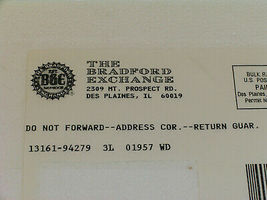 B&E
THE
BRADFORD
EXCHANGE
2309 MT. PROSPECT RD.
DES PLAINES, IL 60019
BULK R
U.S. POS
PAI
Des Plaines,
Permit N
DO NOT FORWARD--ADDRESS COR.--RETURN GUAR.
13161-94279 3L 01957 WD